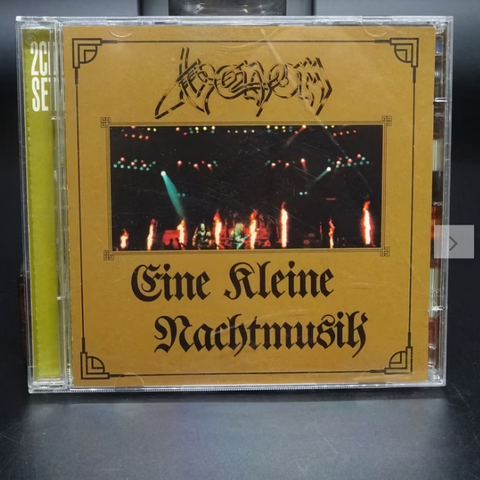 2CD
SET
Venom
Eine Kleine
Nachtmusik